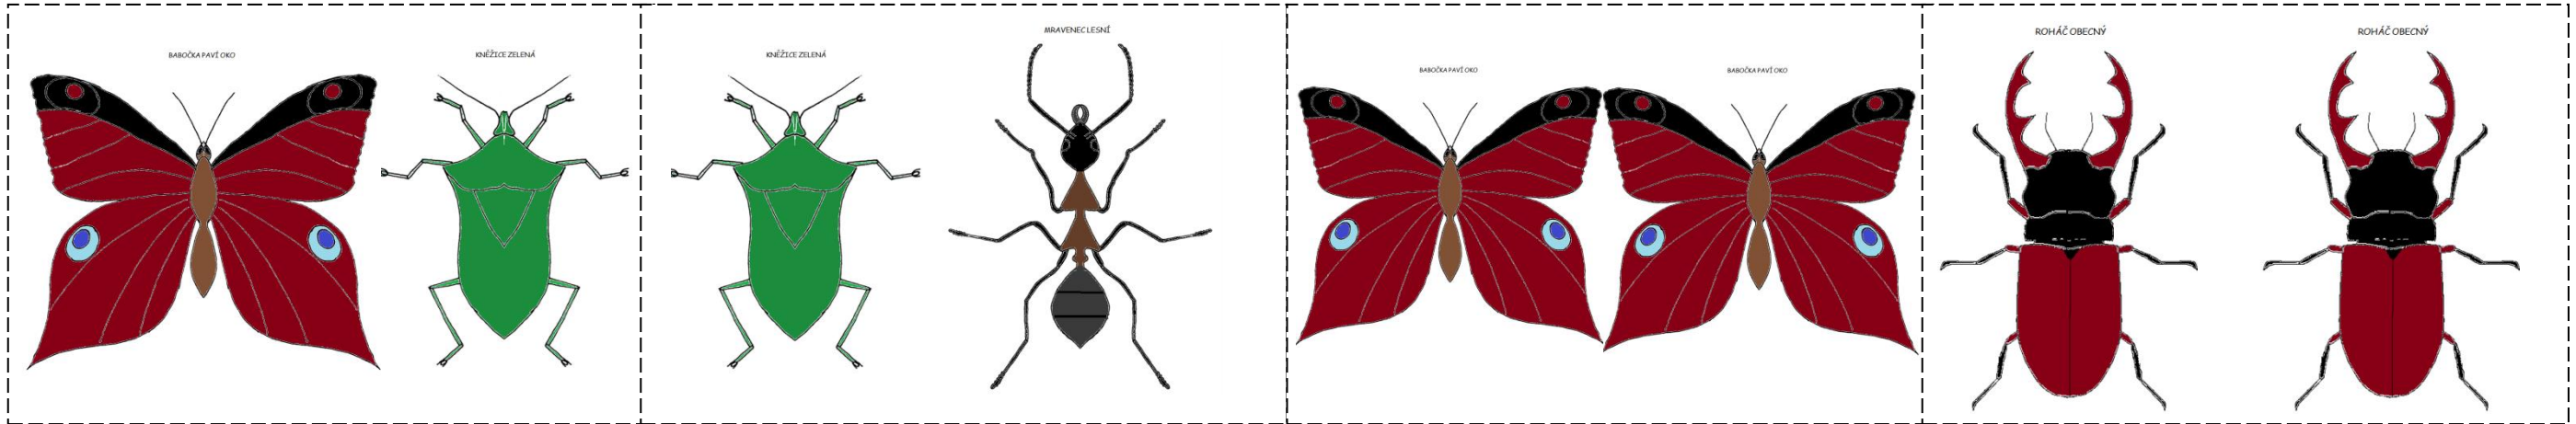 BABOČKA PAVÍ OKO
KNĚŽICE ZELENÁ
KNĚŽICE ZELENÁ
MRAVENEC LESNÍ
BABOČKA PAVÍ OKO
BABOČKA PAVÍ OKO
ROHÁČ OBECNÝ
ROHÁČ OBECNÝ